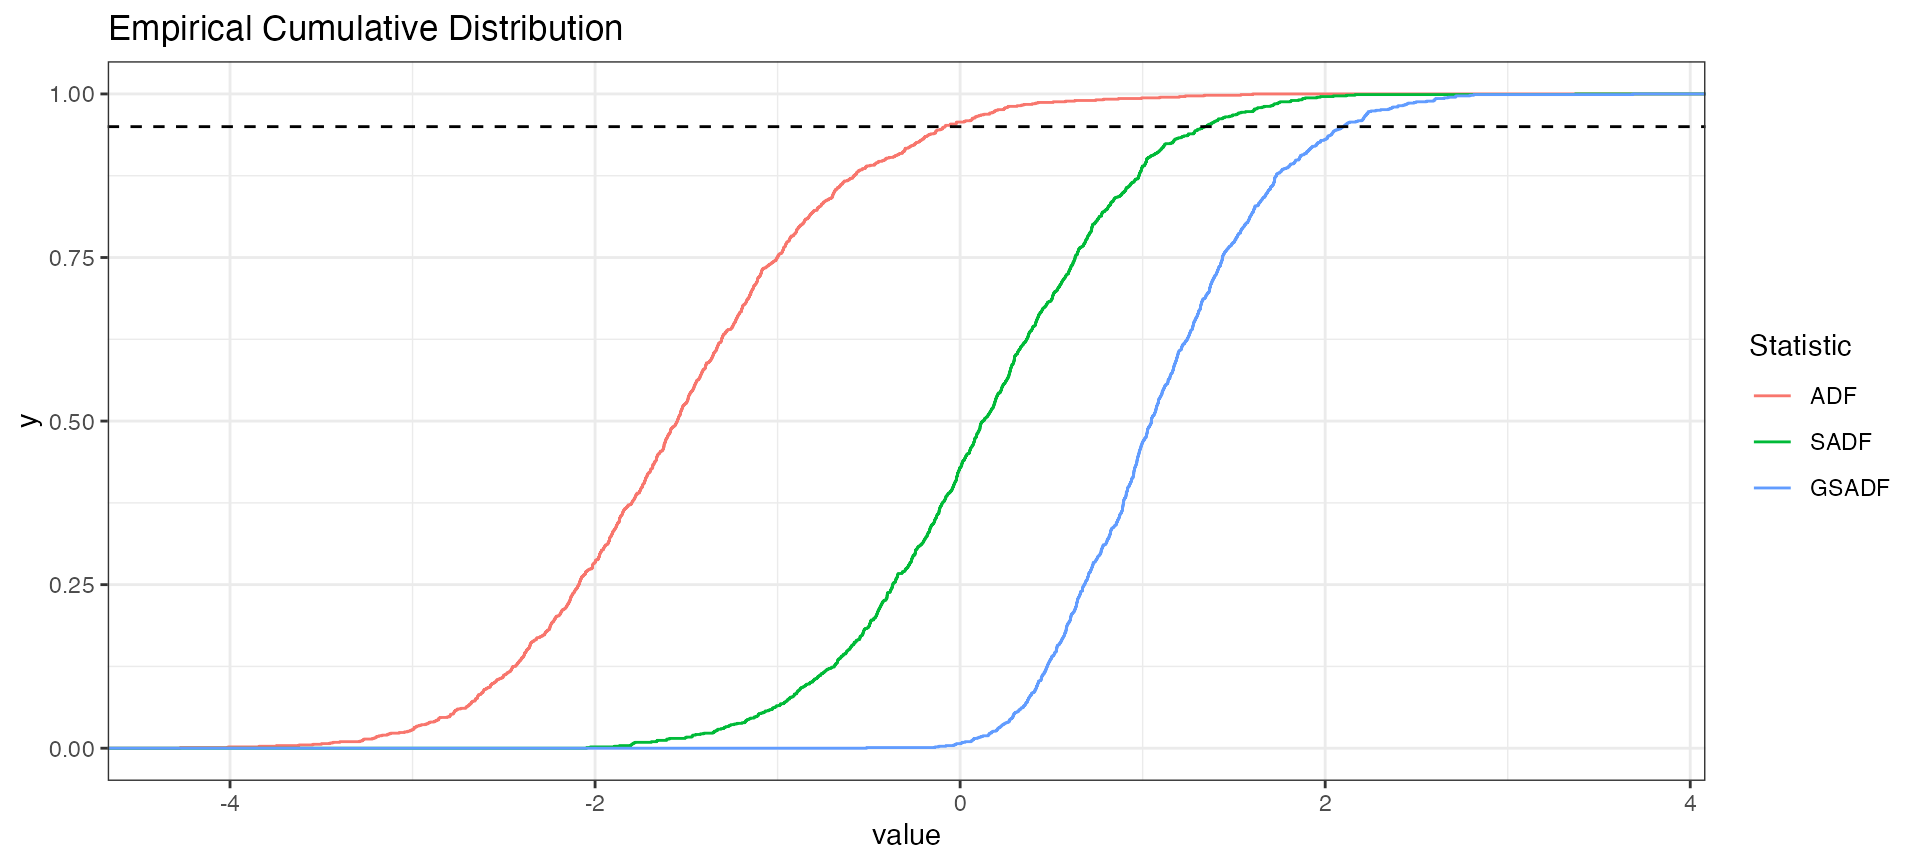 Empirical Cumulative Distribution
1.00
0.75
0.50
0.25
0.00
y
-4
-2
0
2
4
value
Statistic
ADF
SADF
GSADF